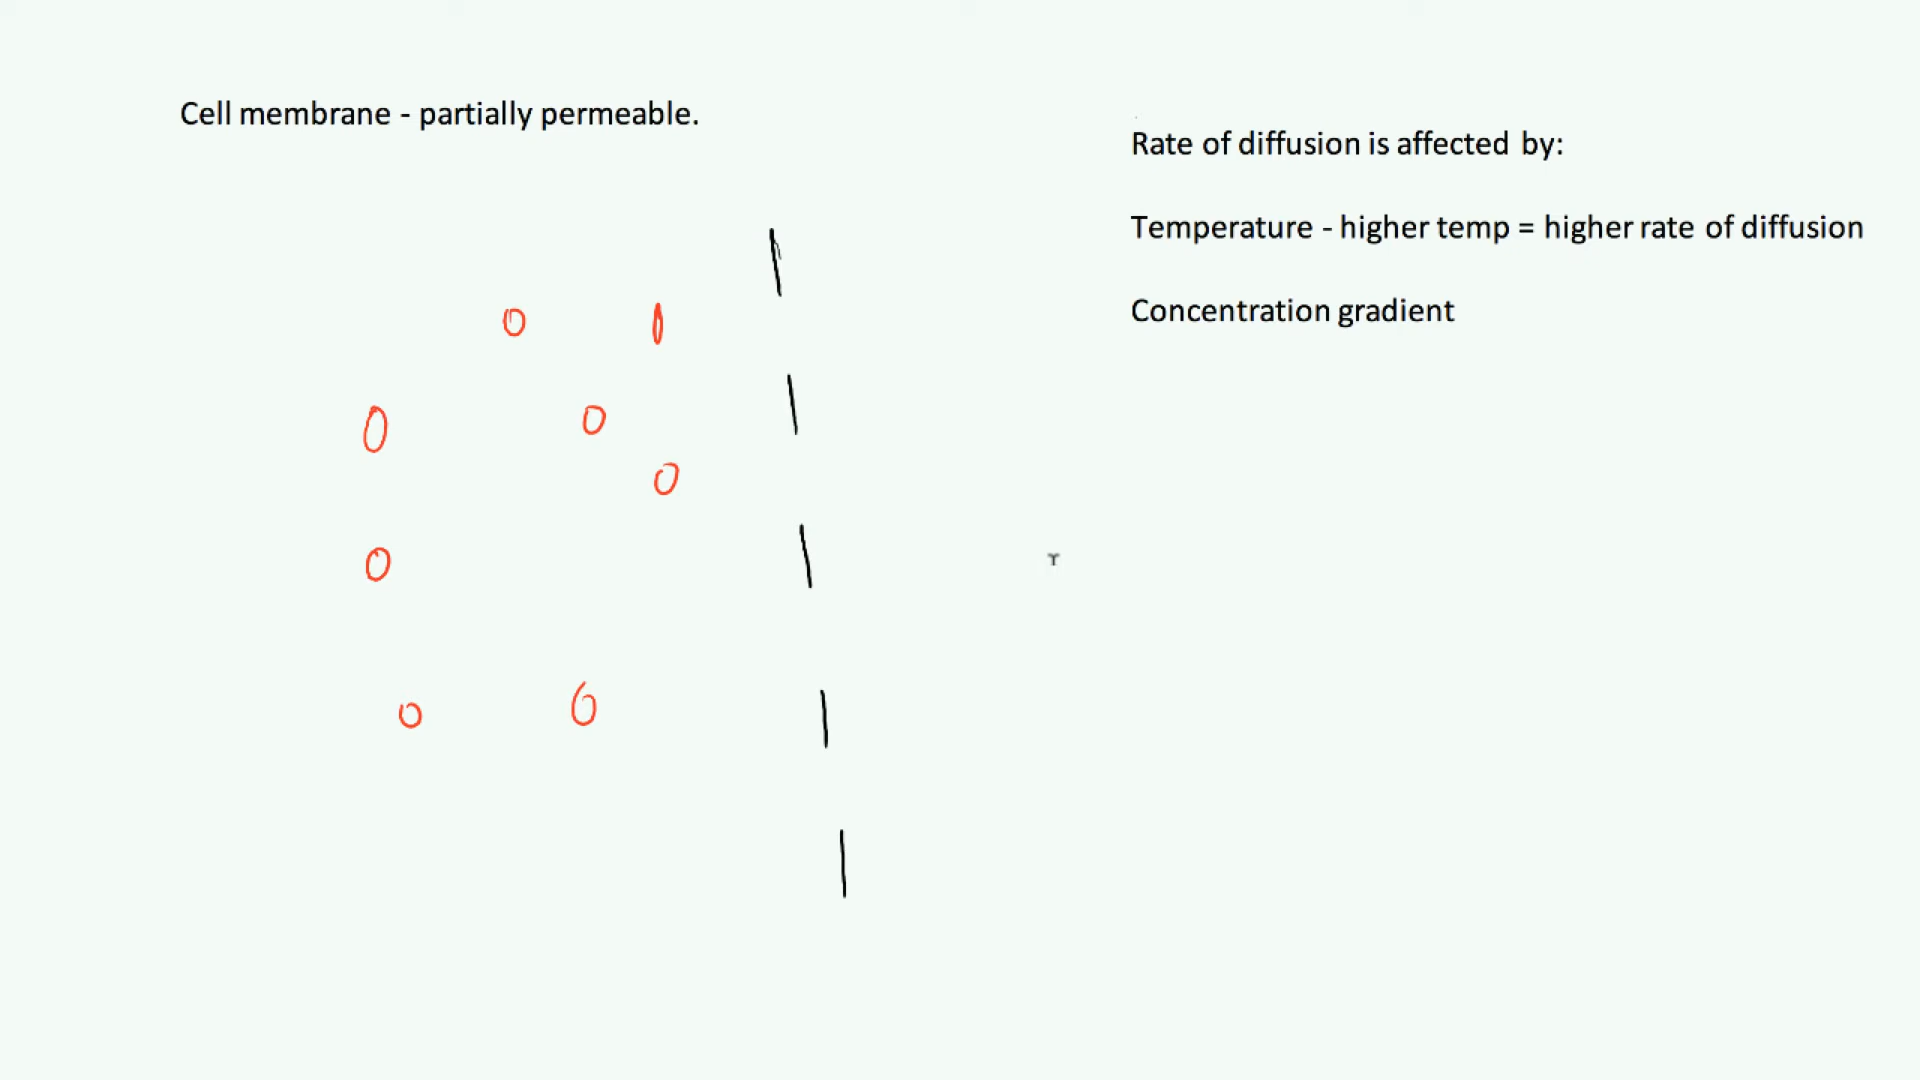 Cell membrane - partially permeable.
Rate of diffusion is affected by:
Temperature - higher temp = higher rate of diffusion
Concentration gradient